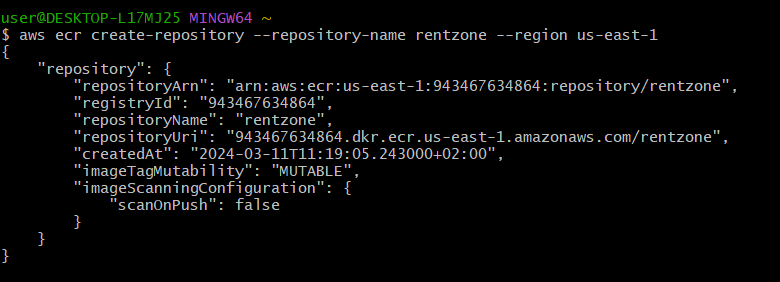 user@DESKTOP-L17MJ25 MINGW64 ~
$ aws ecr create-repository --repository-name rentzone --region us-east-1
{
    "repository": {
        "repositoryArn": "arn:aws:ecr:us-east-1:943467634864:repository/rentzone",
        "registryId": "943467634864",
        "repositoryName": "rentzone",
        "repositoryUri": "943467634864.dkr.ecr.us-east-1.amazonaws.com/rentzone",
        "createdAt": "2024-03-11T11:19:05.243000+02:00",
        "imageTagMutability": "MUTABLE",
        "imageScanningConfiguration": {
            "scanOnPush": false
        }
    }
}